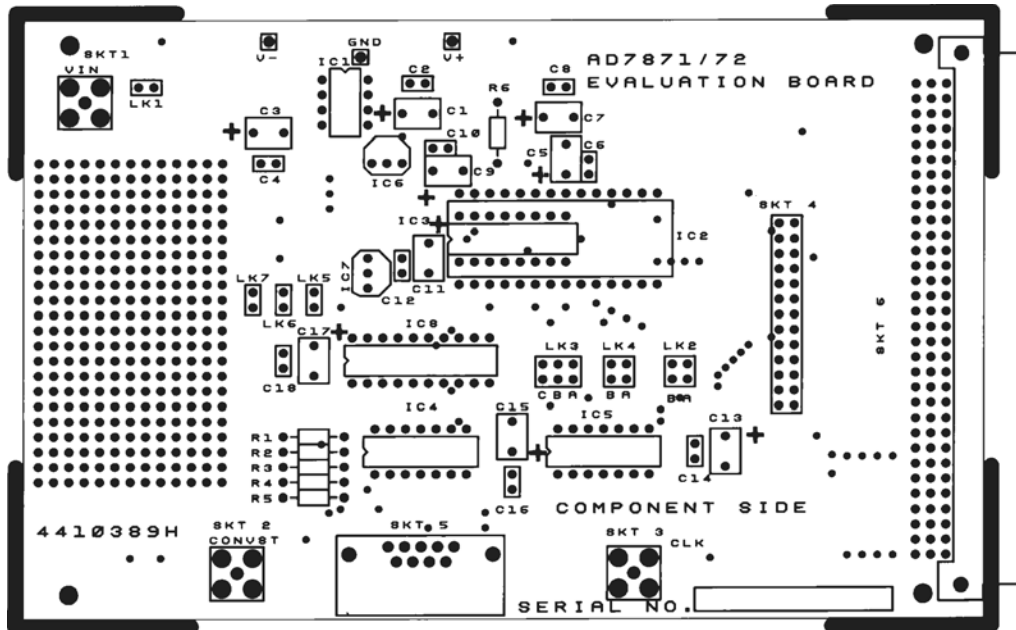 SKT1
V-
GND
V+
AD7871/72
EVALUATION BOARD
VIN
IC1
C2
C8
LK1
R6
C3
C1
C7
C10
C5
C6
C4
IC6
C9
SKT 4
IC3
IC2
IC7
C12
C11
LK7
LK5
LK6
SKT 6
C17
IC8
LK3
LK4
LK2
C18
CBA
BA
BA
IC4
C15
IC5
C13
R1
R2
R3
R4
R5
C14
C16
COMPONENT SIDE
4410389H
SKT 2
CONVST
SKT 5
SKT 3
CLK
SERIAL NO.